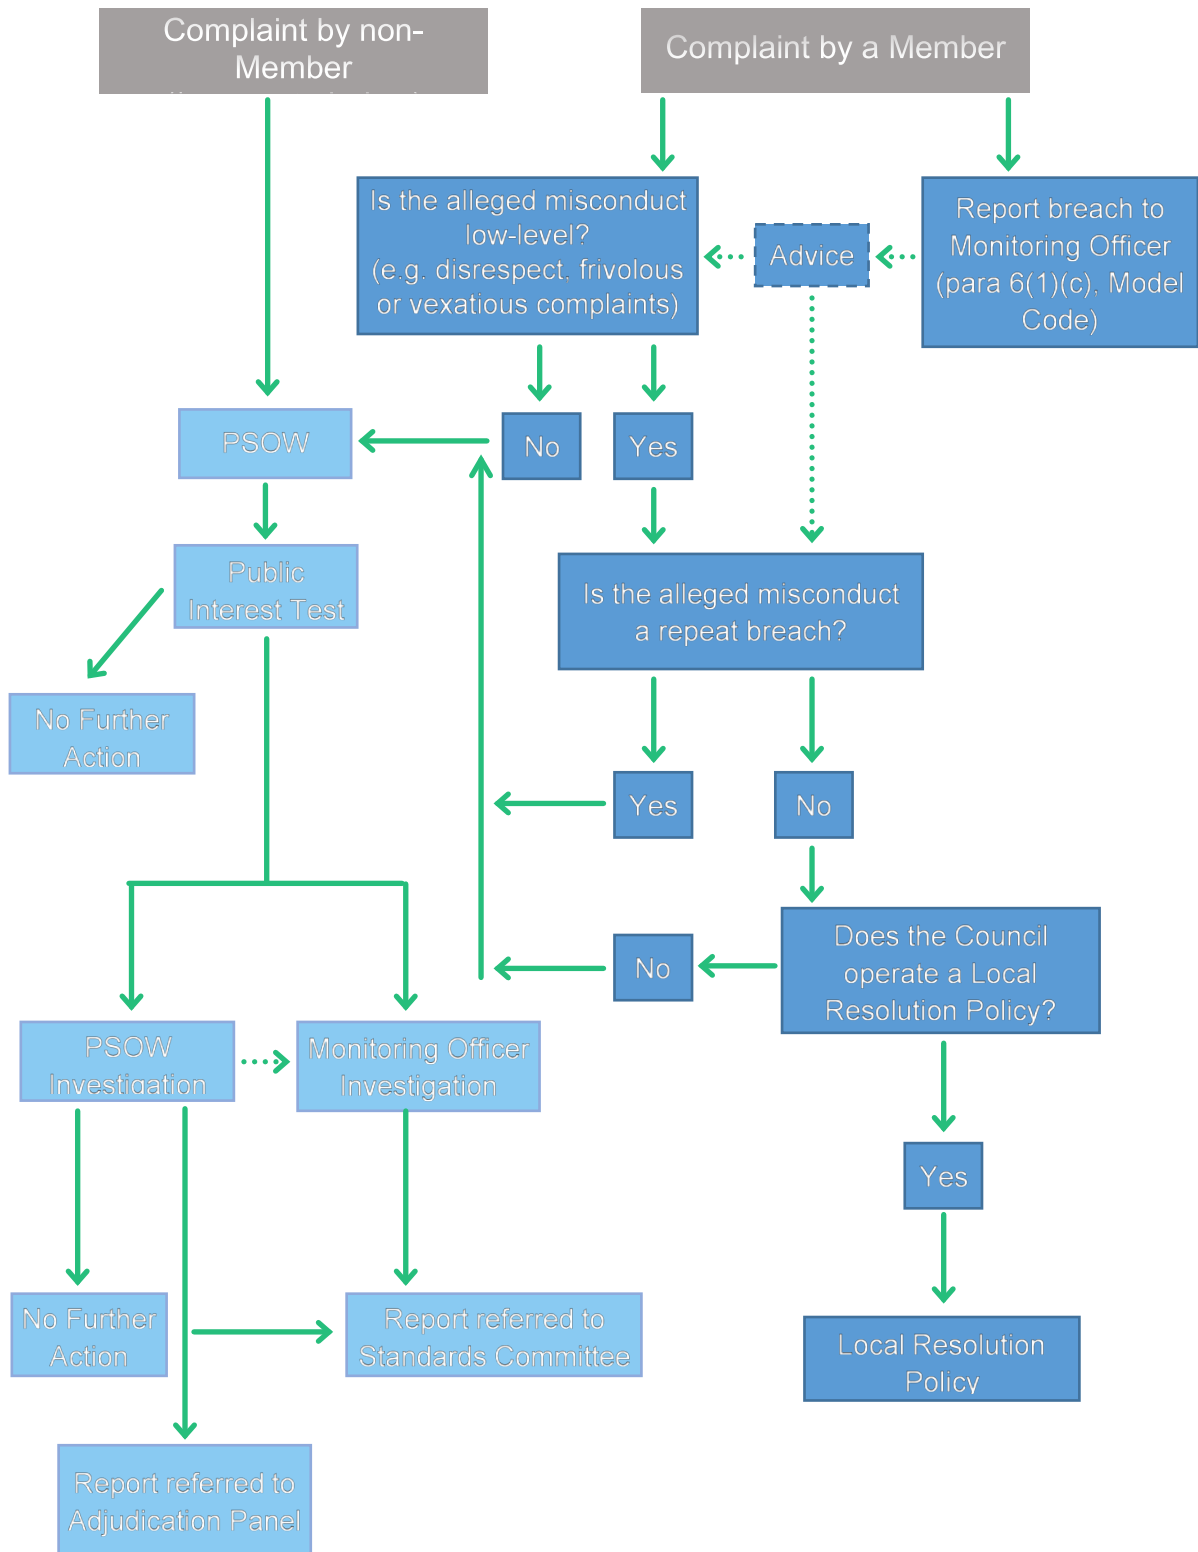 Complaint by non-
Member
Complaint by a Member
Is the alleged misconduct
low-level?
(e.g. disrespect, frivolous
or vexatious complaints)
Advice
Report breach to
Monitoring Officer
(para 6(1)(c), Model
Code)
PSOW
No
Yes
Public
Interest Test
Is the alleged misconduct
a repeat breach?
No Further
Action
Yes
No
Does the Council
operate a Local
Resolution Policy?
No
PSOW
Investigation
Monitoring Officer
Investigation
Yes
No Further
Action
Report referred to
Standards Committee
Local Resolution
Policy
Report referred to
Adjudication Panel